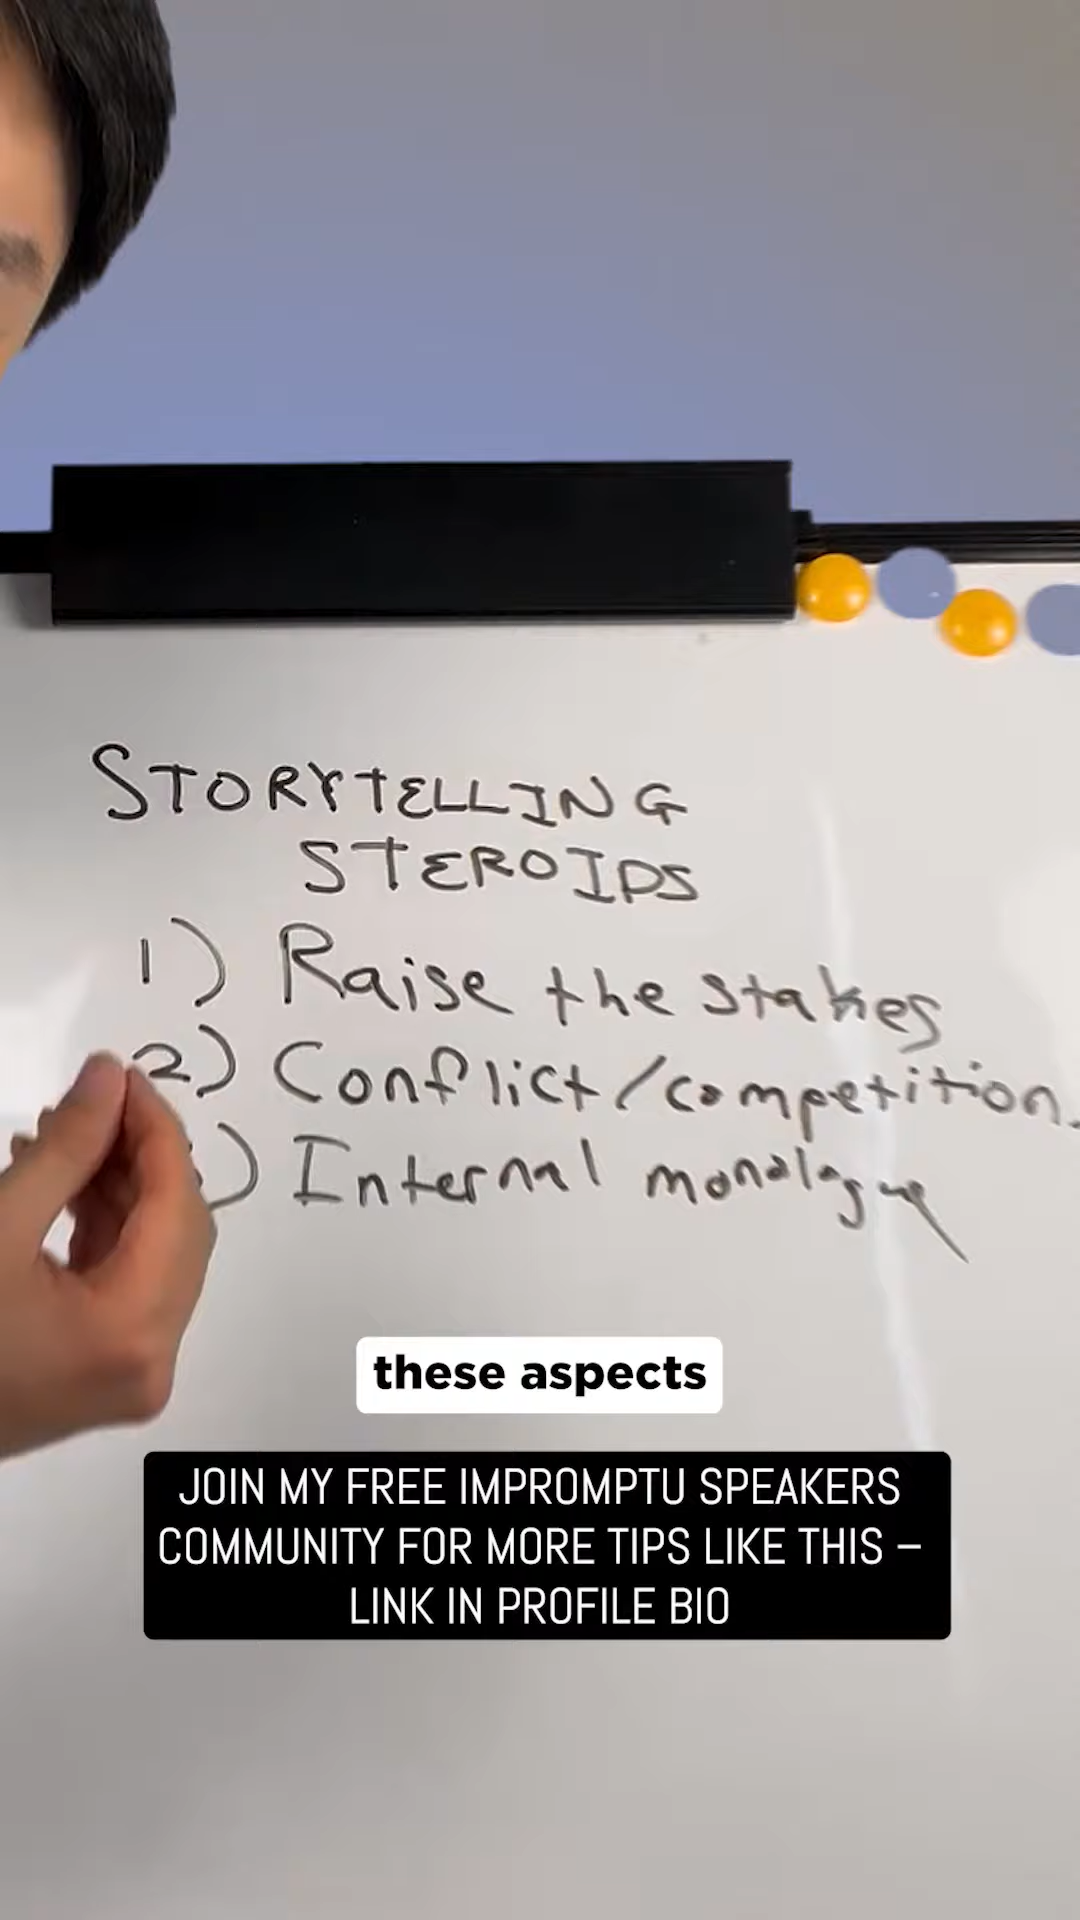 STORYTELLING
STEROIDS
1) Raise the stakes
2) Conflict/competition.
) Internal monologue
these aspects
JOIN MY FREE IMPROMPTU SPEAKERS
COMMUNITY FOR MORE TIPS LIKE THIS –
LINK IN PROFILE BIO